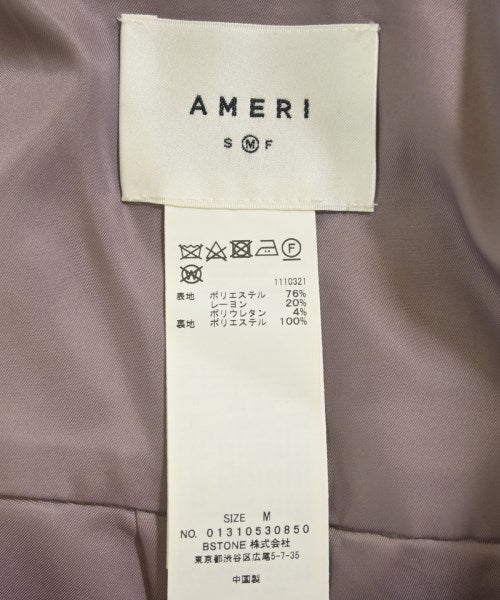 AMERI
S M F
F
W
1110321
表地 ポリエステル 76%
レーヨン 20%
ポリウレタン 4%
裏地 ポリエステル 100%
SIZE M
NO. 01310530850
BSTONE 株式会社
東京都渋谷区広尾5-7-35
中国製